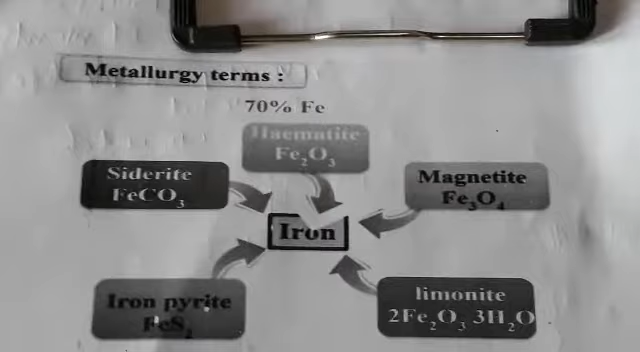 Metallurgy terms :
70% Fe
Haematite
Fe₂O₃
Siderite
FeCO₃
Magnetite
Fe₃O₄
Iron
Iron pyrite
FeS₂
limonite
2Fe₂O₃ 3H₂O